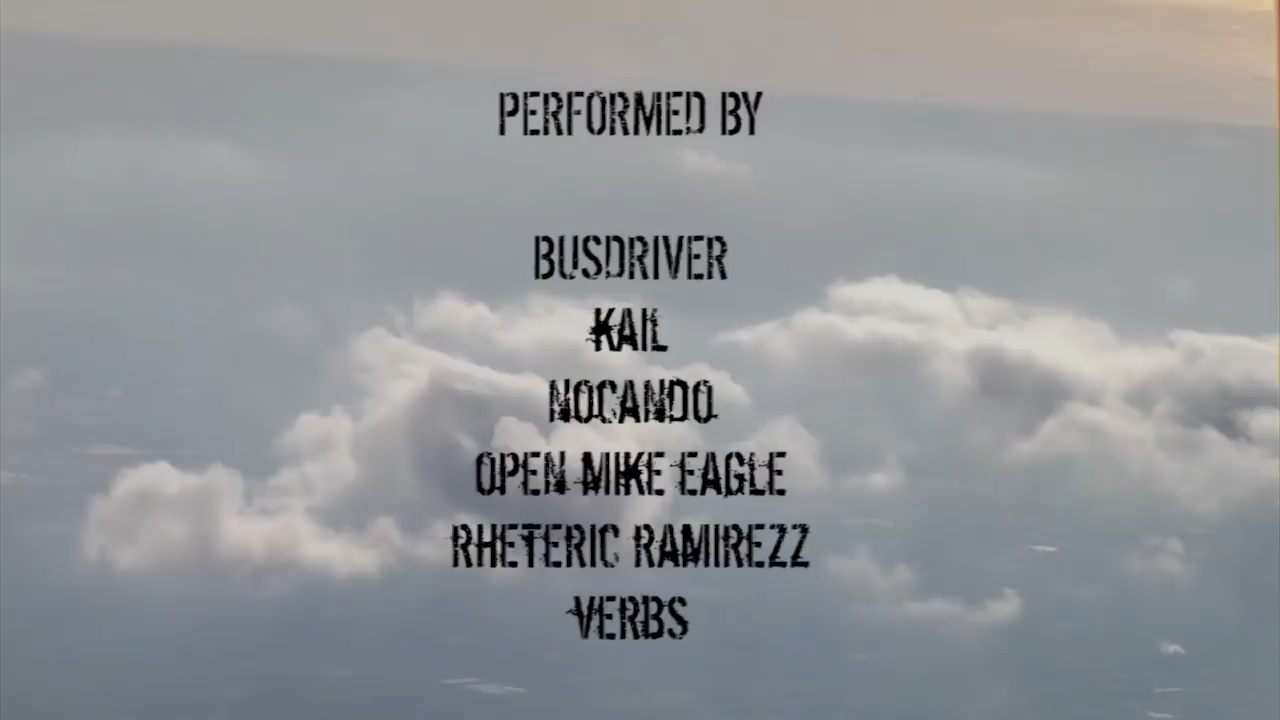 PERFORMED BY
BUSDRIVER
KAIL
NOCANDO
OPEN MIKE EAGLE
RHETERIC RAMIREZZ
VERBS